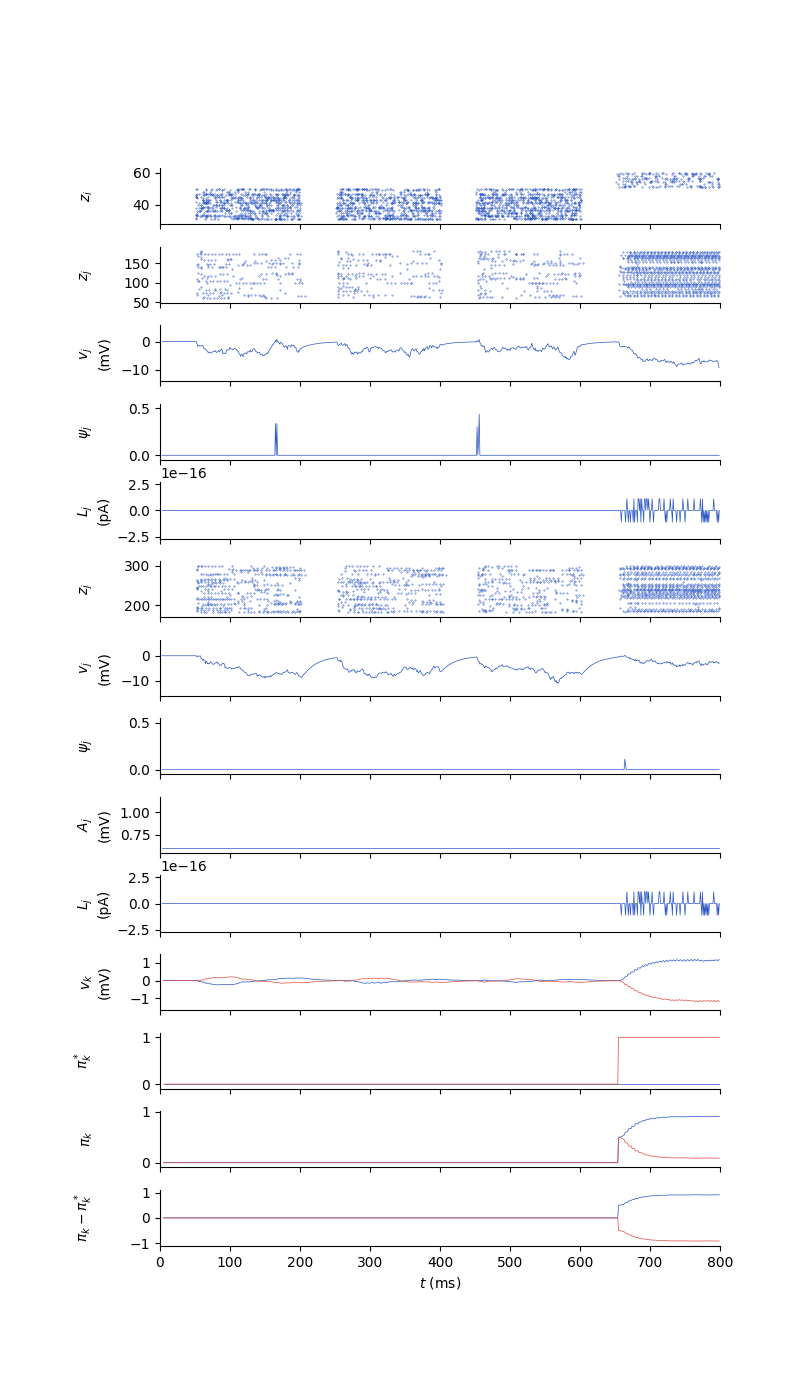 60
40
z_i
150
100
50
z_j
0
−10
v_j
(mV)
0.5
0.0
ψ_j
1e−16
2.5
0.0
−2.5
L_j
(pA)
300
200
z_j
0
−10
v_j
(mV)
0.5
0.0
ψ_j
1.00
0.75
A_j
(mV)
1e−16
2.5
0.0
−2.5
L_j
(pA)
1
0
−1
v_k
(mV)
1
0
π_k^*
1
0
π_k
1
0
−1
π_k − π_k^*
0 100 200 300 400 500 600 700 800
t (ms)